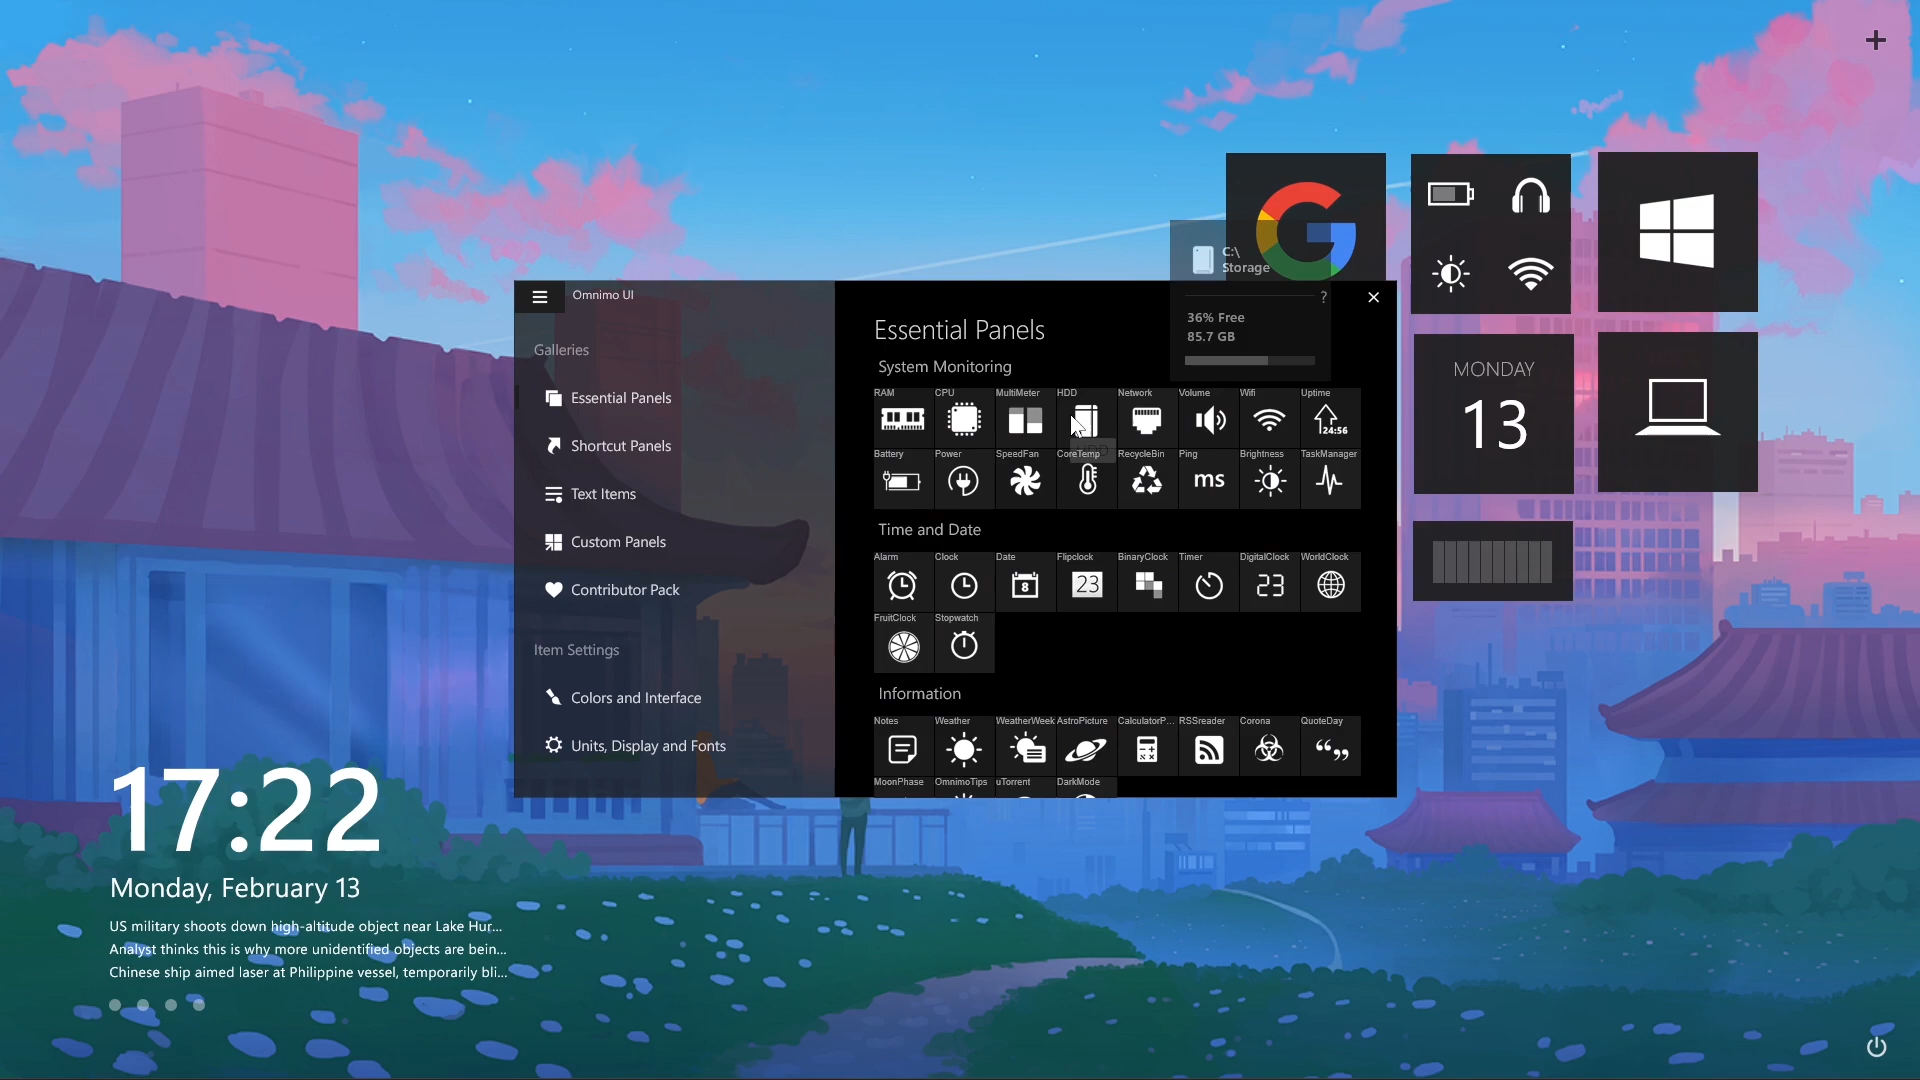 C:\
Storage
?
36% Free
85.7 GB
Omnimo UI
Galleries
Essential Panels
Shortcut Panels
Text Items
Custom Panels
Contributor Pack
Item Settings
Colors and Interface
Units, Display and Fonts
Essential Panels
System Monitoring
RAM CPU MultiMeter HDD Network Volume Wifi Uptime
24:56
Battery Power SpeedFan CoreTemp RecycleBin Ping Brightness TaskManager
ms
Time and Date
Alarm Clock Date Flipclock BinaryClock Timer DigitalClock WorldClock
8 23 23
FruitClock Stopwatch
Information
Notes Weather WeatherWeek AstroPicture CalculatorP... RSSreader Corona QuoteDay
MoonPhase OmnimoTips uTorrent DarkMode
MONDAY
13
17:22
Monday, February 13
US military shoots down high-altitude object near Lake Hur...
Analyst thinks this is why more unidentified objects are bein...
Chinese ship aimed laser at Philippine vessel, temporarily bli...